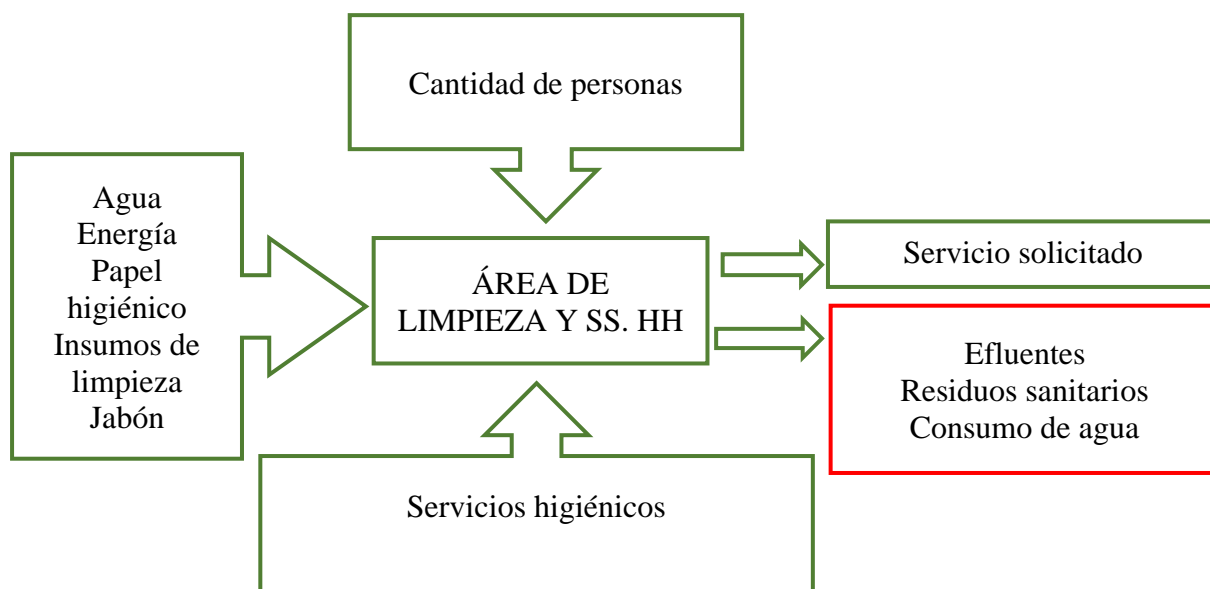 Cantidad de personas
Agua
Energía
Papel
higiénico
Insumos de
limpieza
Jabón
ÁREA DE
LIMPIEZA Y SS. HH
Servicio solicitado
Efluentes
Residuos sanitarios
Consumo de agua
Servicios higiénicos